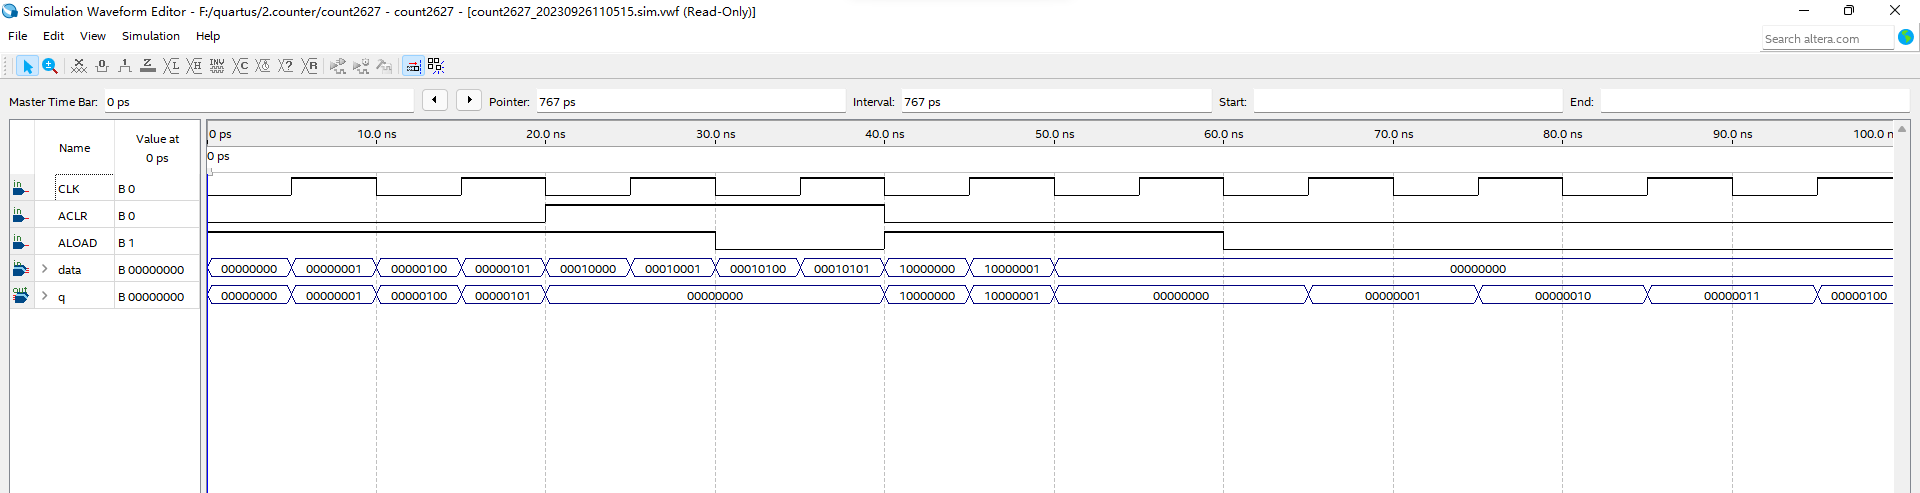 Simulation Waveform Editor - F:/quartus/2.counter/count2627 - count2627 - [count2627_20230926110515.sim.vwf (Read-Only)]
File Edit View Simulation Help
Search altera.com
Master Time Bar: 0 ps Pointer: 767 ps Interval: 767 ps Start: End:
Name Value at 0 ps
0 ps 10.0 ns 20.0 ns 30.0 ns 40.0 ns 50.0 ns 60.0 ns 70.0 ns 80.0 ns 90.0 ns 100.0 n
0 ps
in CLK B 0
in ACLR B 0
in ALOAD B 1
in data B 00000000 00000000 00000001 00000100 00000101 00010000 00010001 00010100 00010101 10000000 10000001 00000000
out q B 00000000 00000000 00000001 00000100 00000101 00000000 10000000 10000001 00000000 00000001 00000010 00000011 00000100